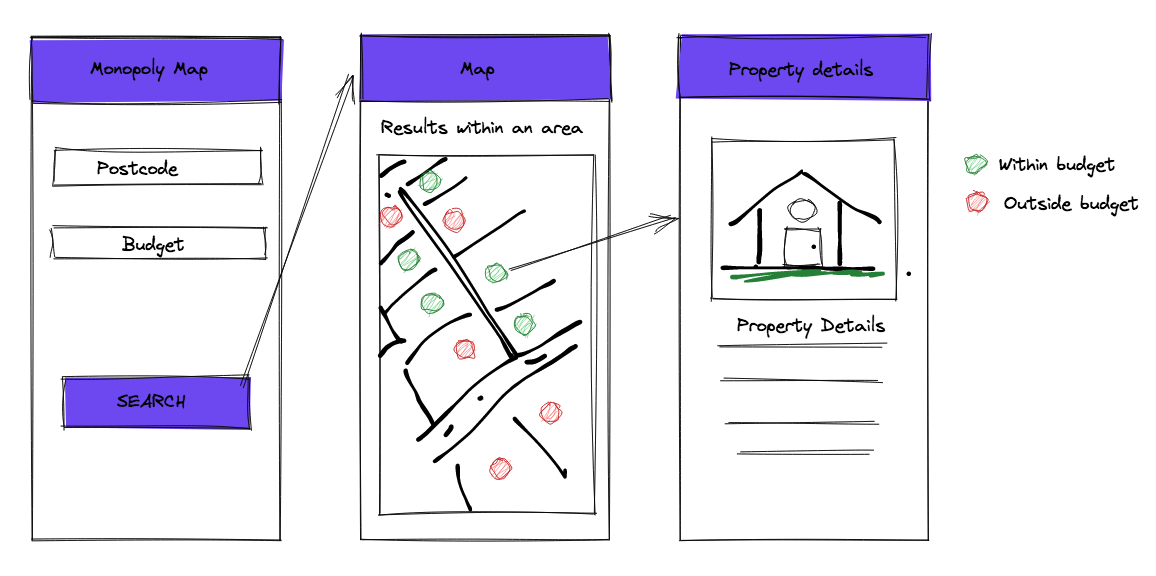 Monopoly Map
Postcode
Budget
SEARCH
Map
Results within an area
Property details
Property Details
Within budget
Outside budget